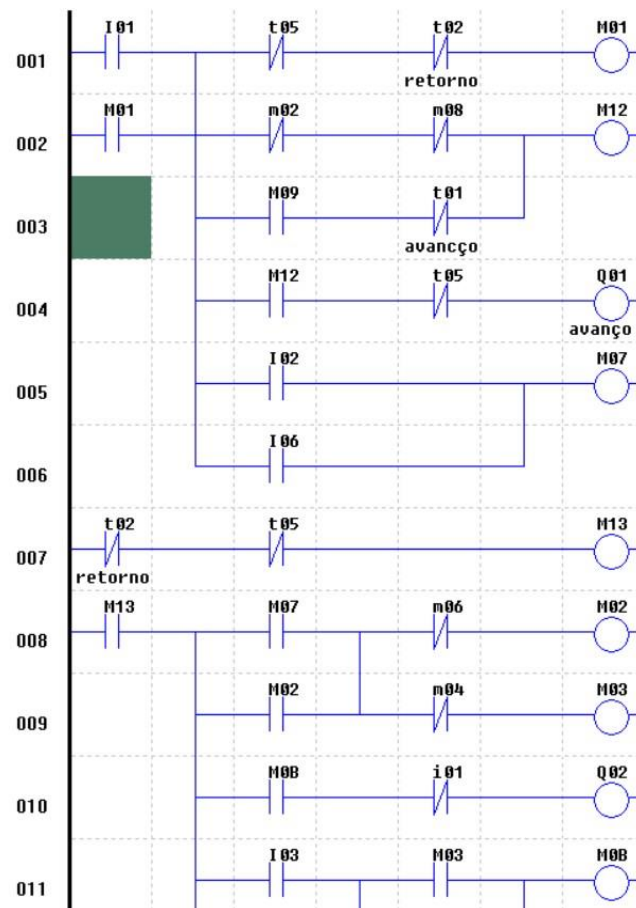 I01 t05 t02 M01
001
retorno
M01 m02 m08 M12
002
M09 t01
003
avancço
M12 t05 Q01
004
avanço
I02 M07
005
I06
006
t02 t05 M13
007
retorno
M13 M07 m06 M02
008
M02 m04 M03
009
M0B i01 Q02
010
I03 M03 M0B
011